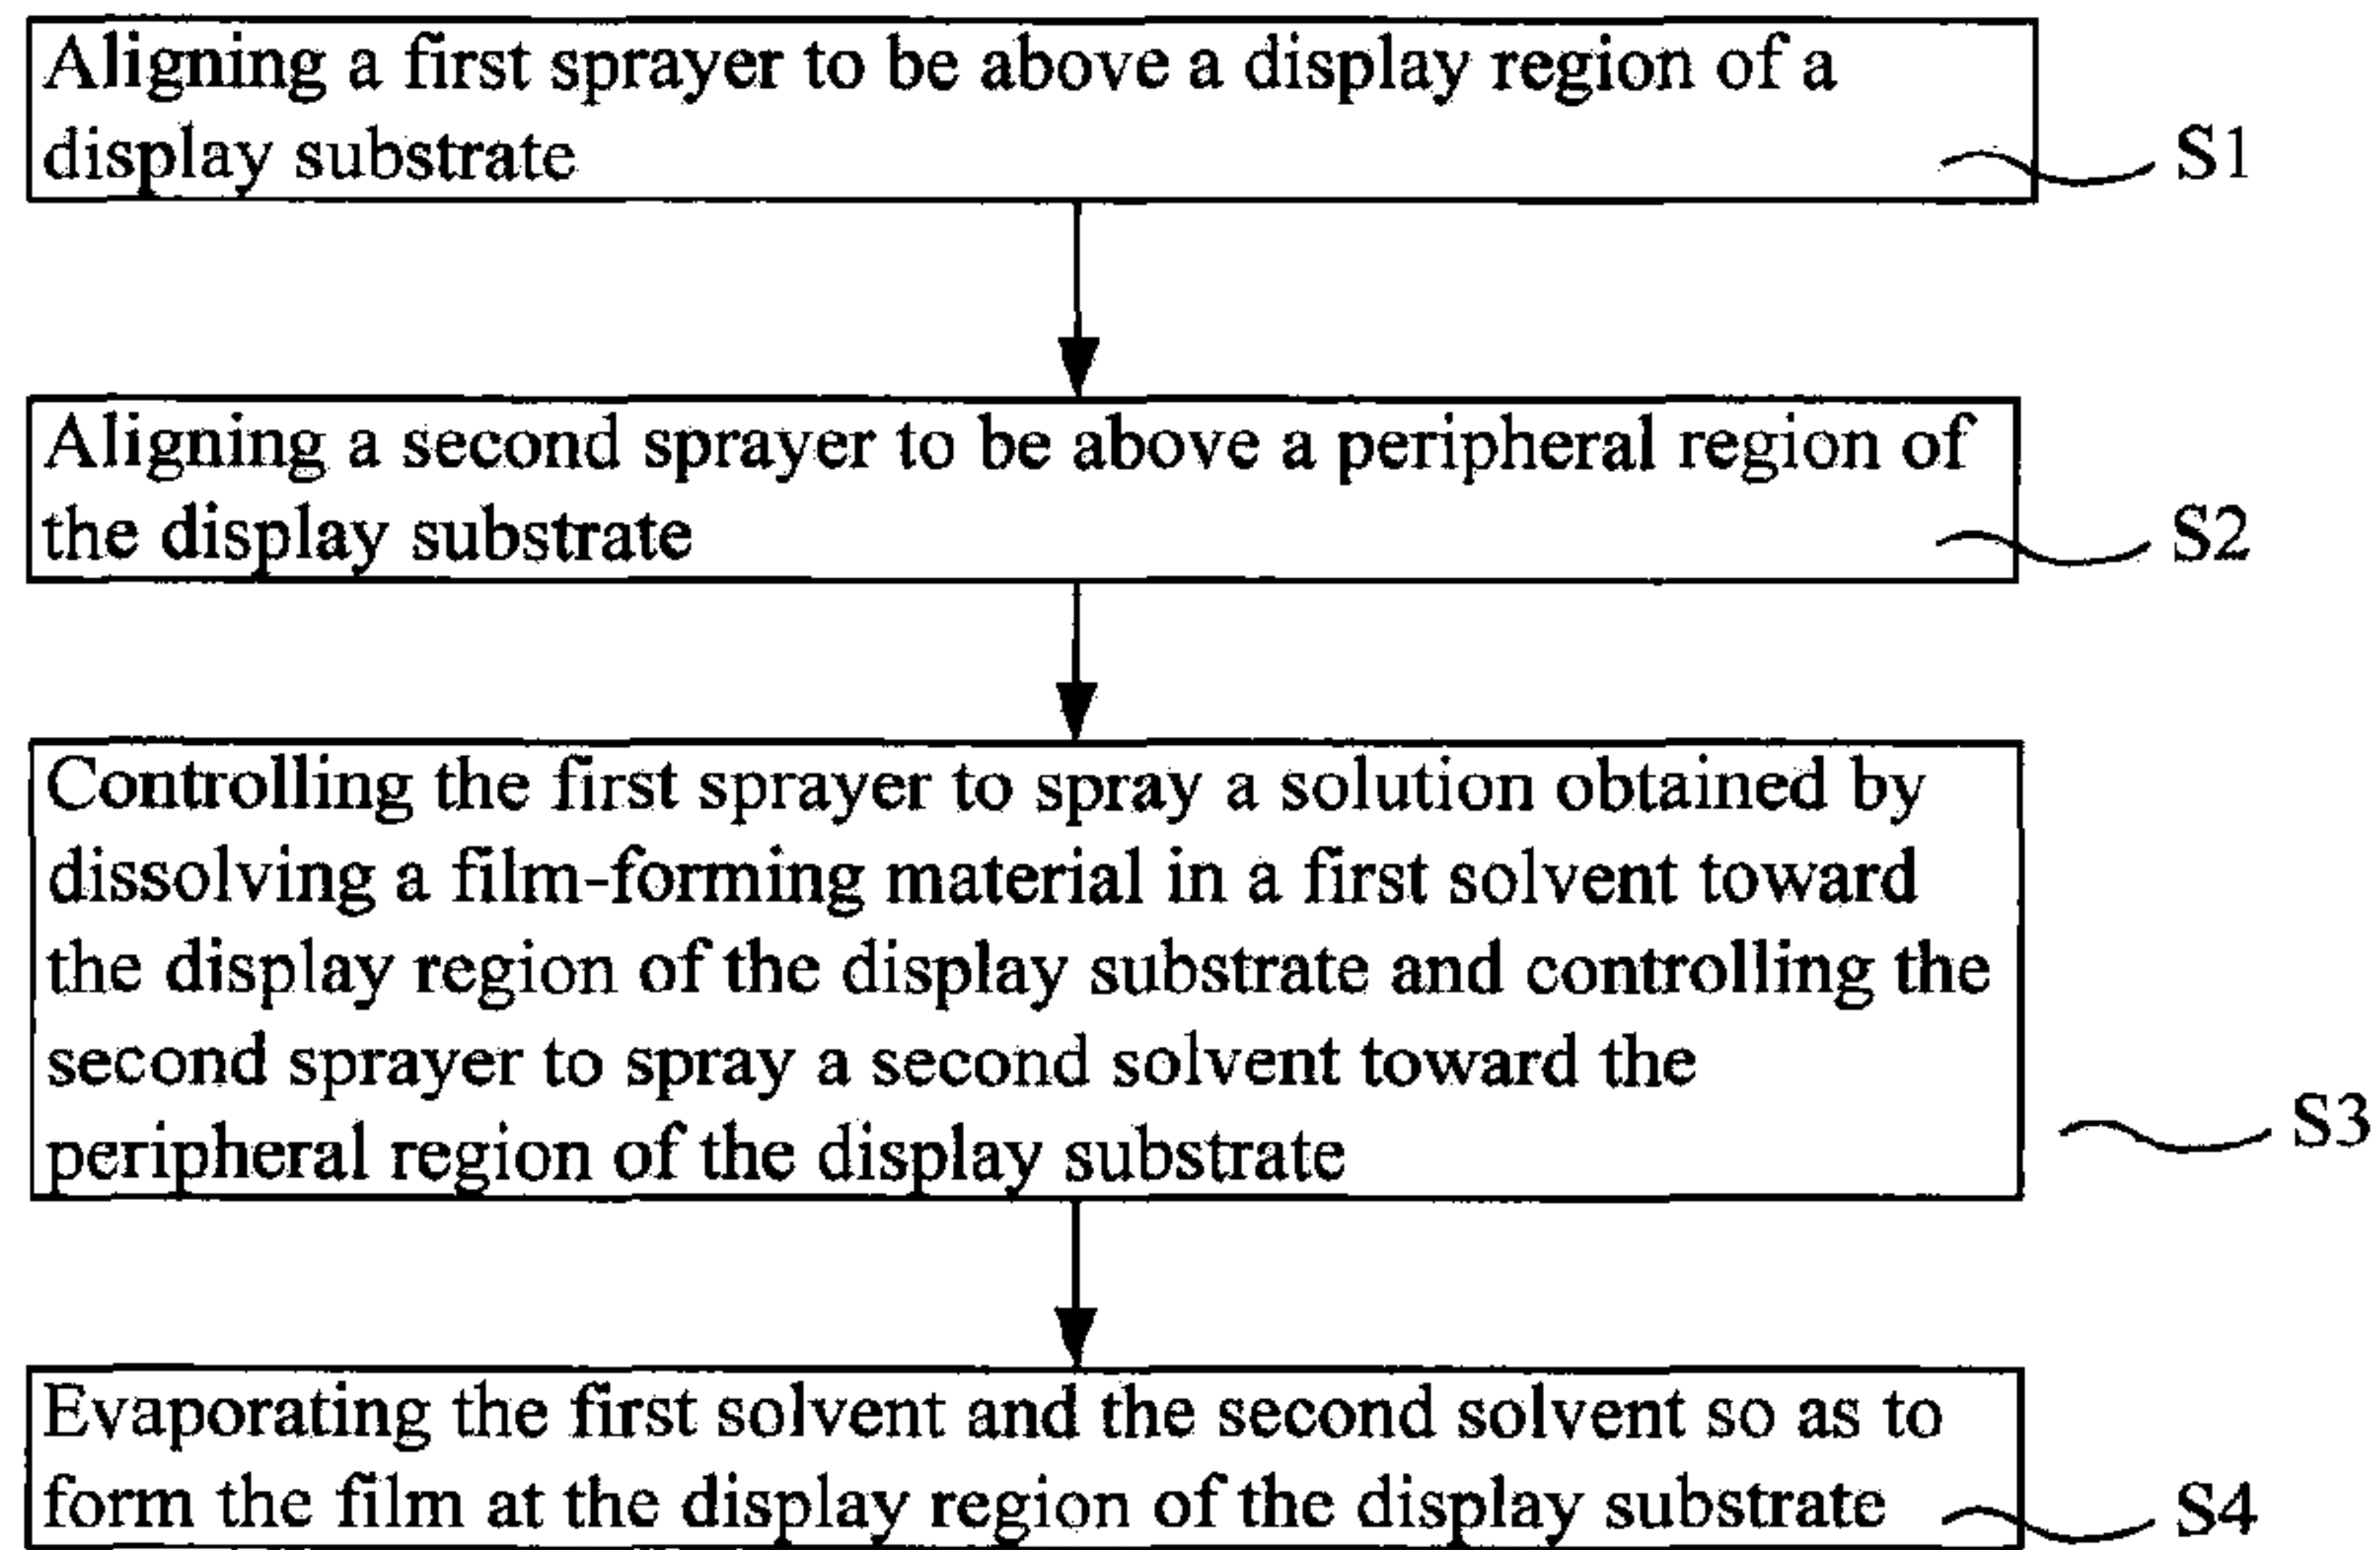 Aligning a first sprayer to be above a display region of a
display substrate
S1
Aligning a second sprayer to be above a peripheral region of
the display substrate
S2
Controlling the first sprayer to spray a solution obtained by
dissolving a film-forming material in a first solvent toward
the display region of the display substrate and controlling the
second sprayer to spray a second solvent toward the
peripheral region of the display substrate
S3
Evaporating the first solvent and the second solvent so as to
form the film at the display region of the display substrate
S4